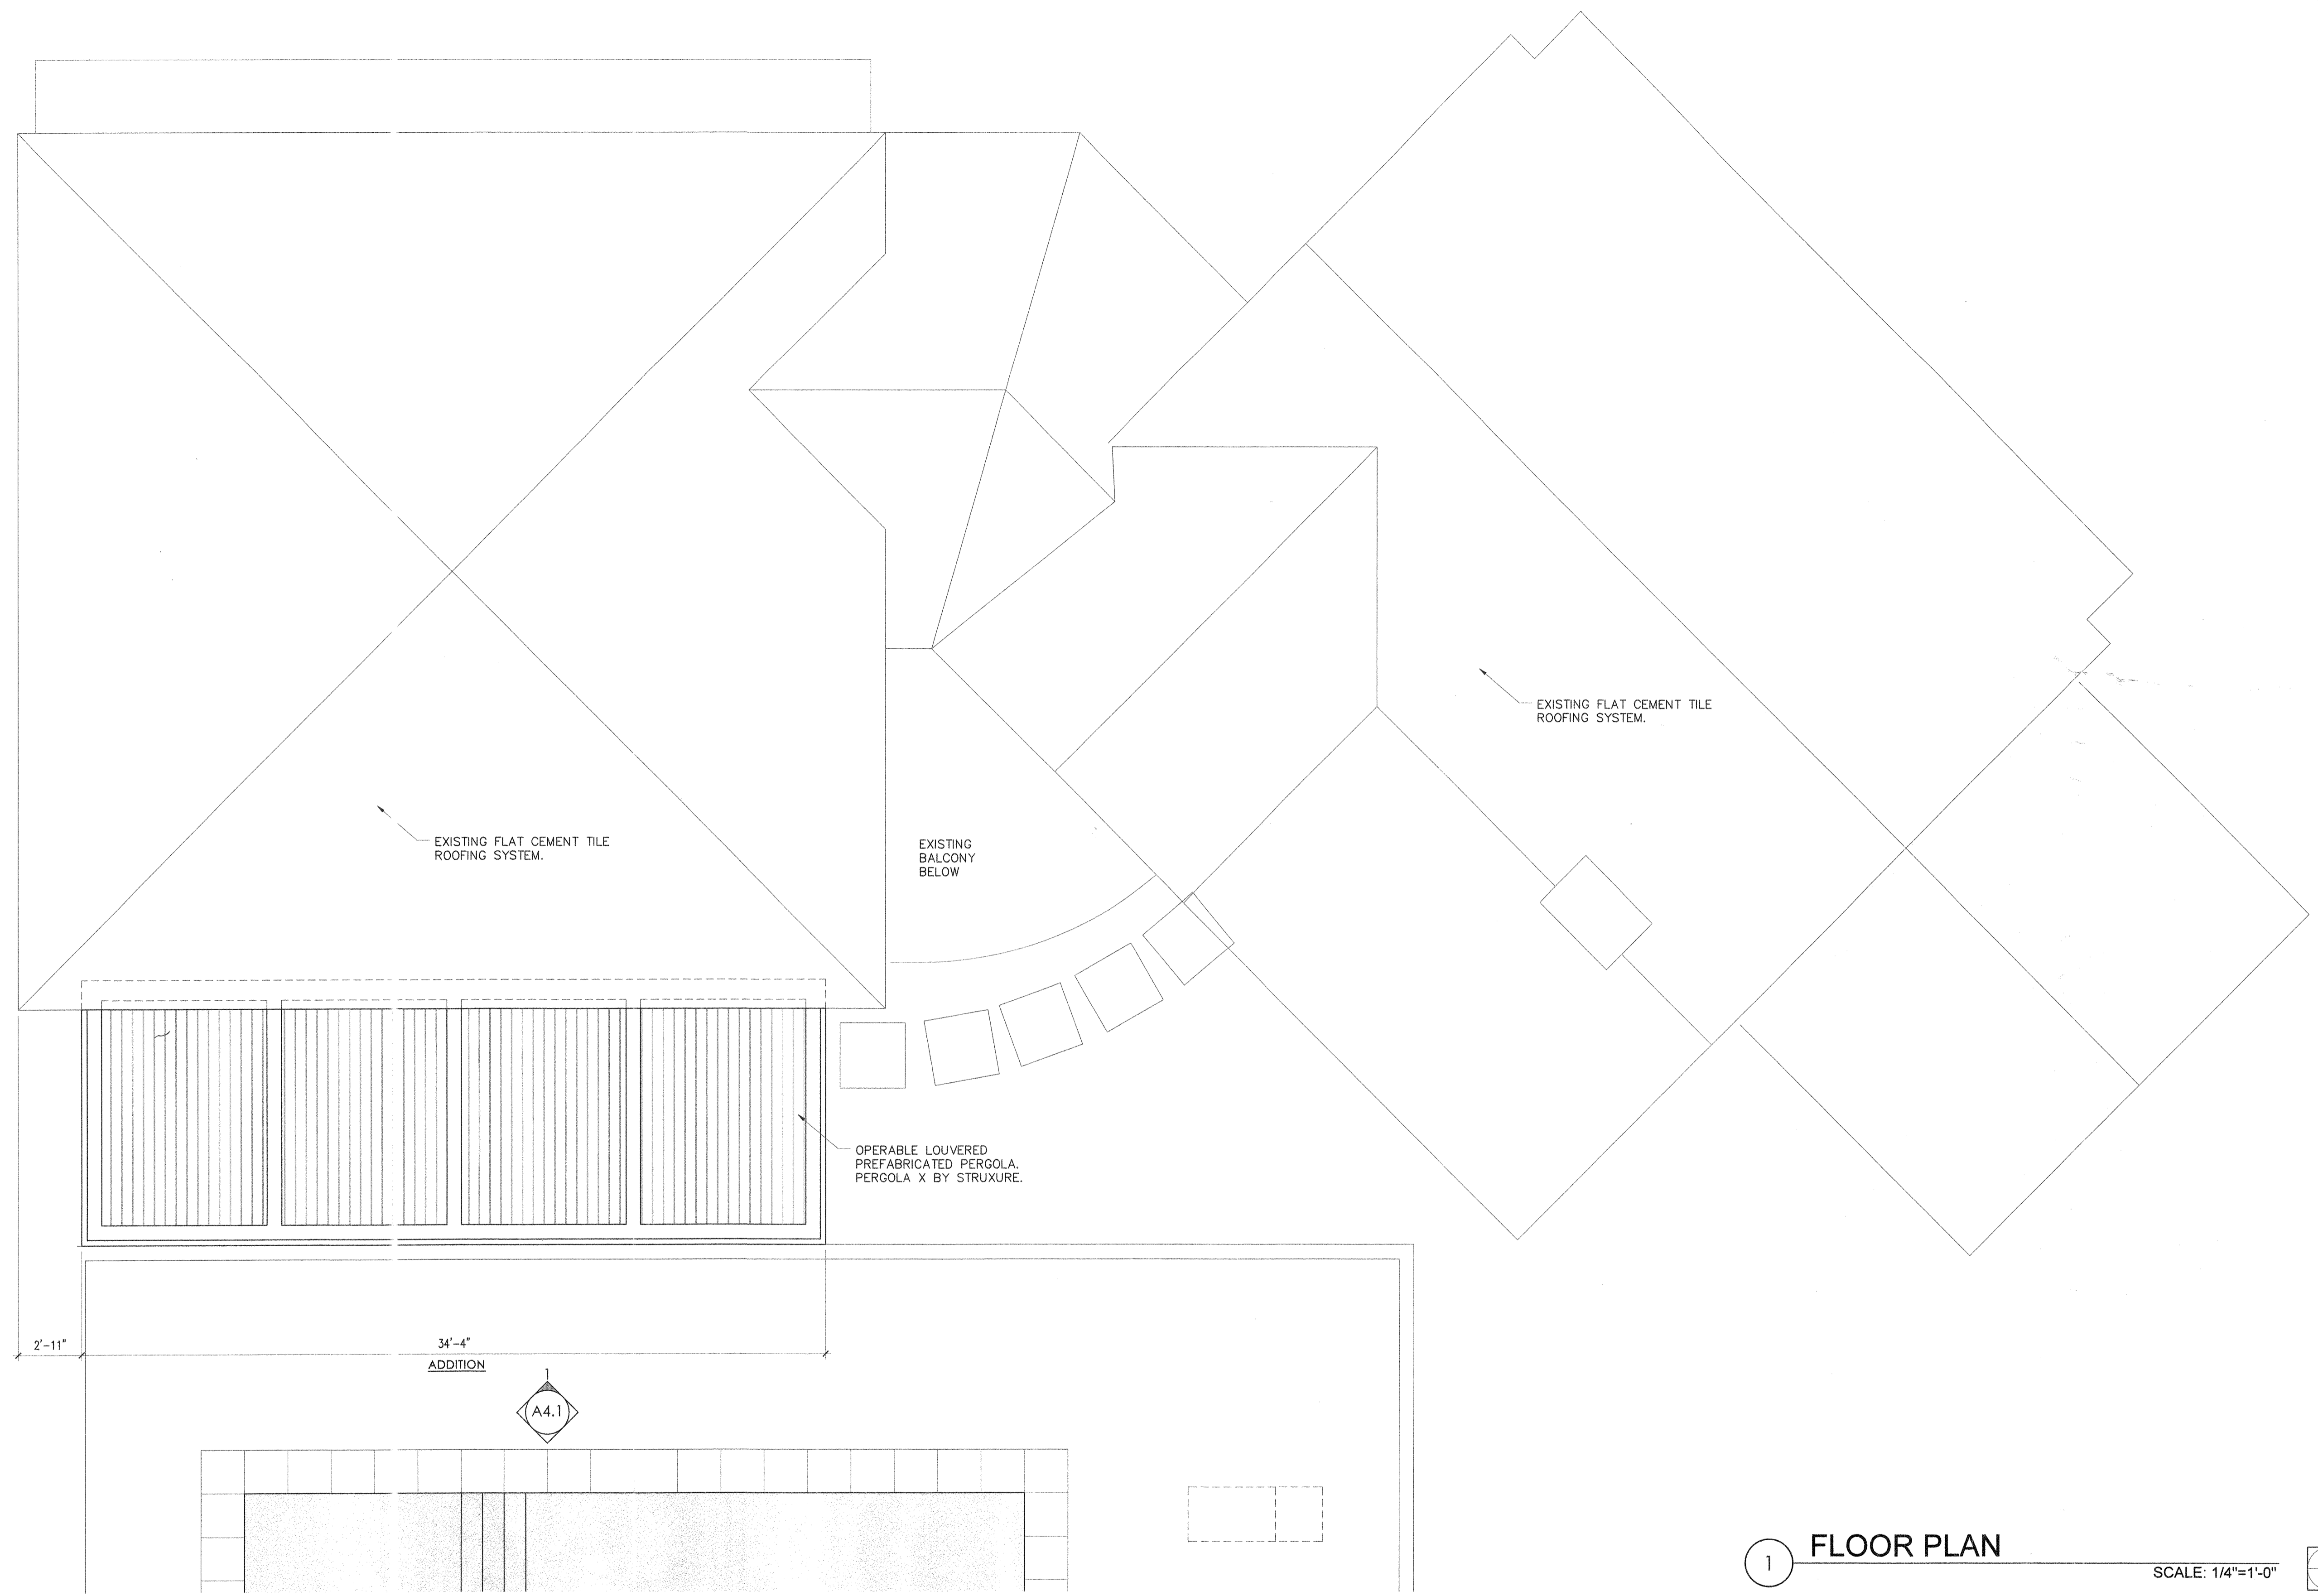 EXISTING FLAT CEMENT TILE
ROOFING SYSTEM.
EXISTING FLAT CEMENT TILE
ROOFING SYSTEM.
EXISTING
BALCONY
BELOW
OPERABLE LOUVERED
PREFABRICATED PERGOLA.
PERGOLA X BY STRUXURE.
2'-11"
34'-4"
ADDITION
1
A4.1
1
FLOOR PLAN
SCALE: 1/4"=1'-0"